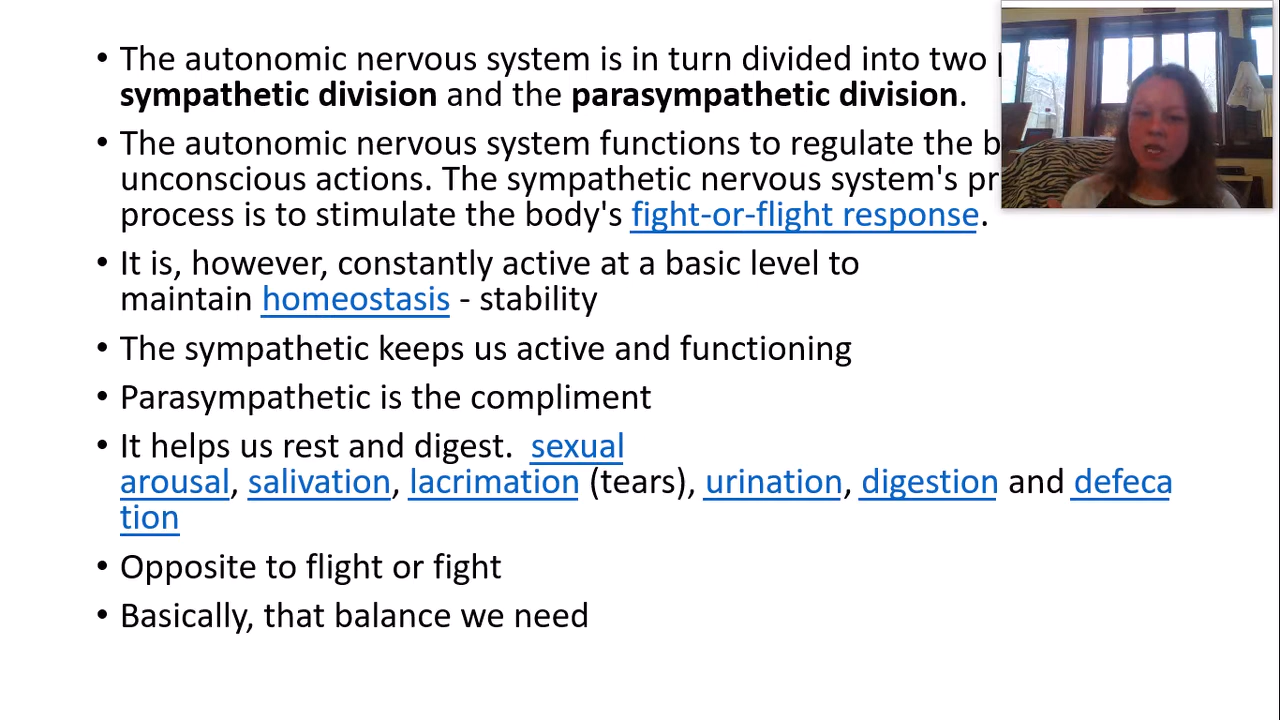 • The autonomic nervous system is in turn divided into two
sympathetic division and the parasympathetic division.
• The autonomic nervous system functions to regulate the
unconscious actions. The sympathetic nervous system's
process is to stimulate the body's fight-or-flight response.
• It is, however, constantly active at a basic level to
maintain homeostasis - stability
• The sympathetic keeps us active and functioning
• Parasympathetic is the compliment
• It helps us rest and digest.  sexual
arousal, salivation, lacrimation (tears), urination, digestion and defeca
tion
• Opposite to flight or fight
• Basically, that balance we need